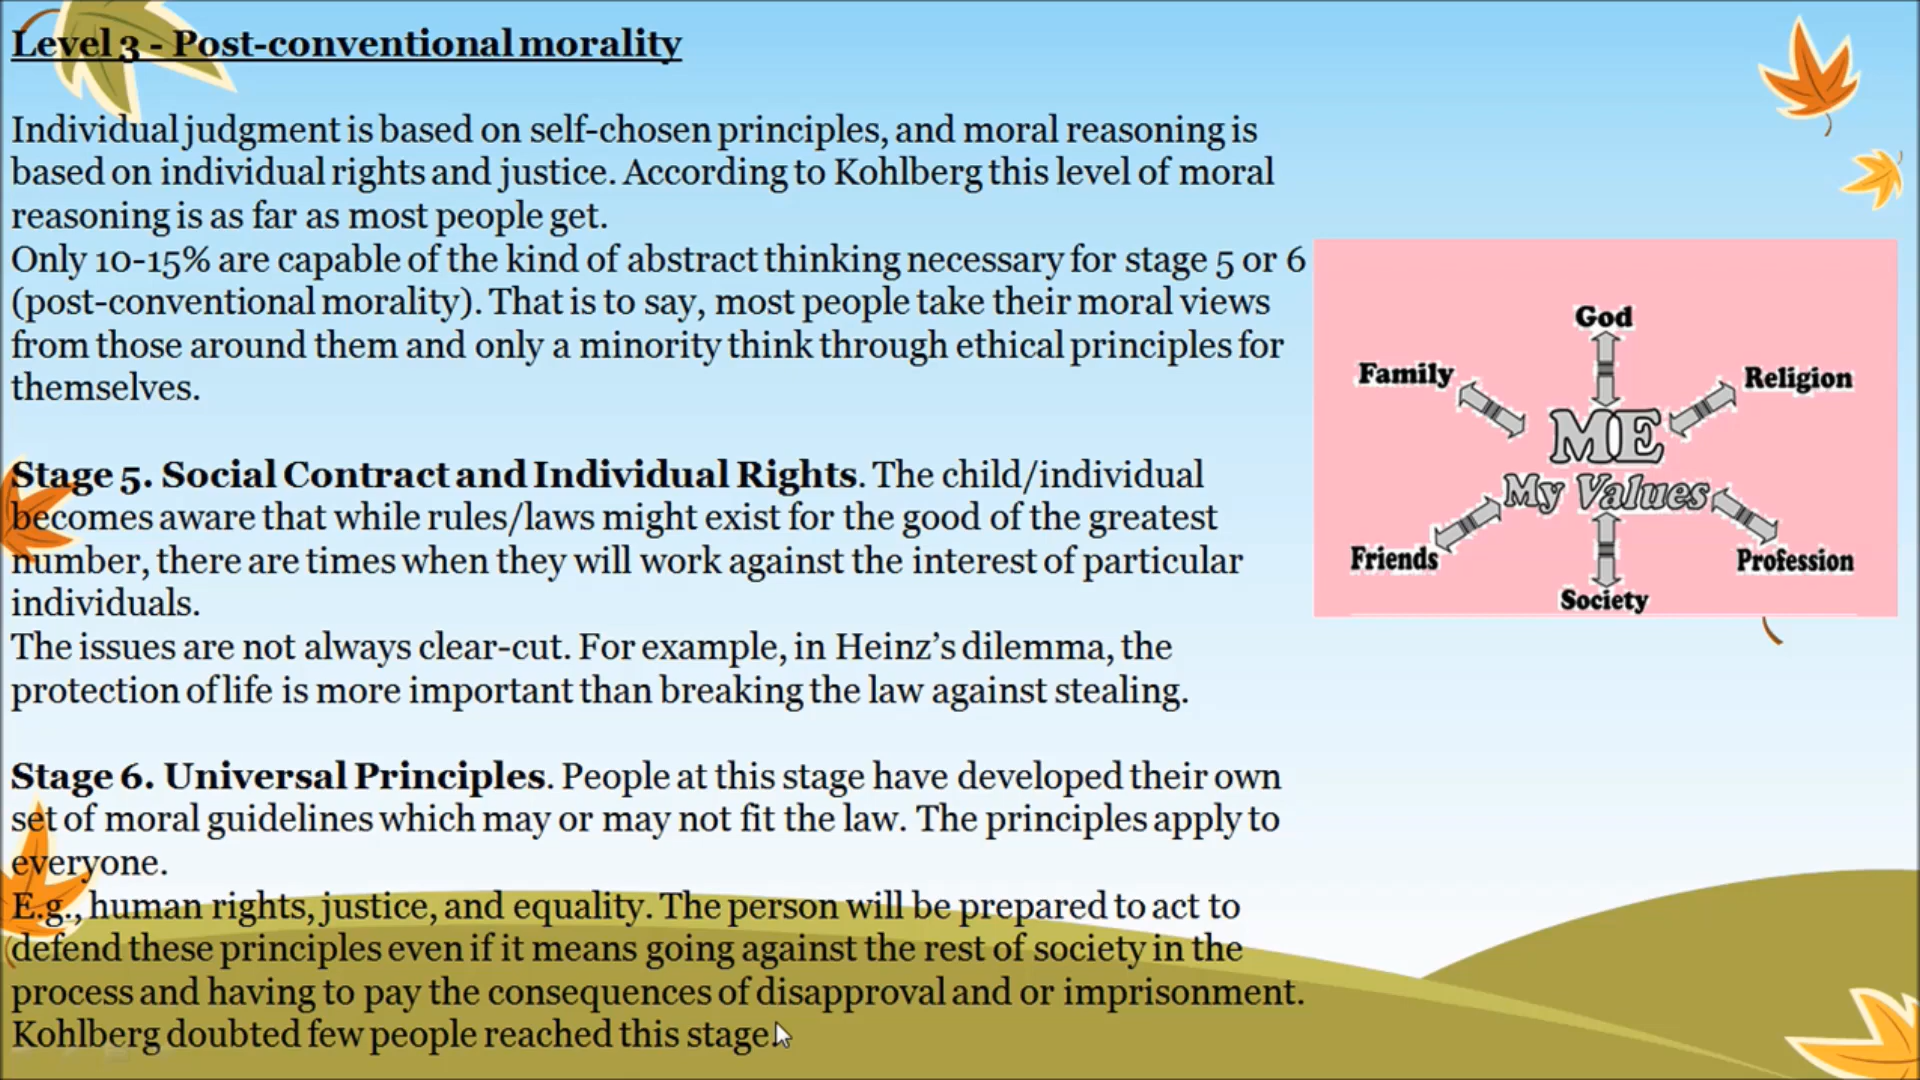 Level 3 - Post-conventional morality
Individual judgment is based on self-chosen principles, and moral reasoning is
based on individual rights and justice. According to Kohlberg this level of moral
reasoning is as far as most people get.
Only 10-15% are capable of the kind of abstract thinking necessary for stage 5 or 6
(post-conventional morality). That is to say, most people take their moral views
from those around them and only a minority think through ethical principles for
themselves.
Stage 5. Social Contract and Individual Rights. The child/individual
becomes aware that while rules/laws might exist for the good of the greatest
number, there are times when they will work against the interest of particular
individuals.
The issues are not always clear-cut. For example, in Heinz’s dilemma, the
protection of life is more important than breaking the law against stealing.
Stage 6. Universal Principles. People at this stage have developed their own
set of moral guidelines which may or may not fit the law. The principles apply to
everyone.
E.g., human rights, justice, and equality. The person will be prepared to act to
defend these principles even if it means going against the rest of society in the
process and having to pay the consequences of disapproval and or imprisonment.
Kohlberg doubted few people reached this stage.
God
Family
Religion
ME
My Values
Friends
Profession
Society